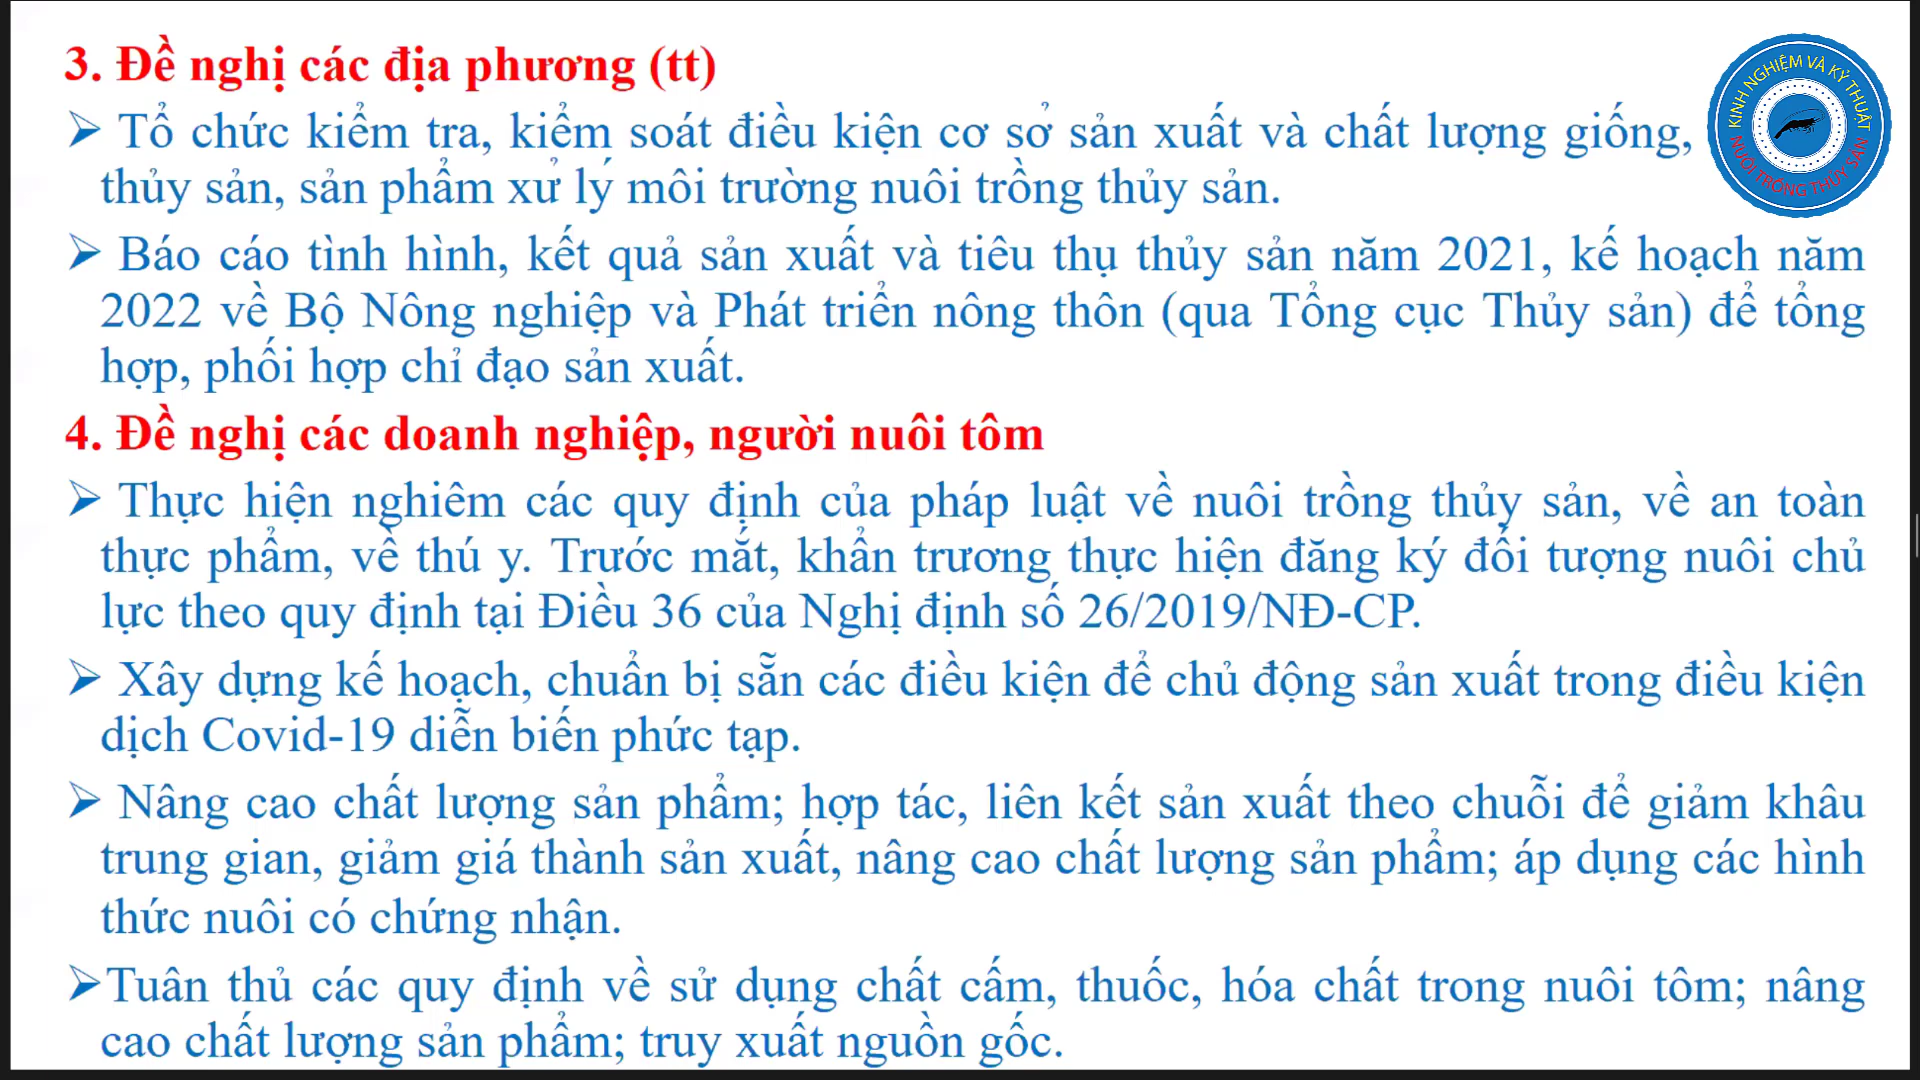 3. Đề nghị các địa phương (tt)
➢ Tổ chức kiểm tra, kiểm soát điều kiện cơ sở sản xuất và chất lượng giống,
thủy sản, sản phẩm xử lý môi trường nuôi trồng thủy sản.
KINH NGHIỆM VÀ KỸ THUẬT
NUÔI TRỒNG THỦY SẢN
➢ Báo cáo tình hình, kết quả sản xuất và tiêu thụ thủy sản năm 2021, kế hoạch năm
2022 về Bộ Nông nghiệp và Phát triển nông thôn (qua Tổng cục Thủy sản) để tổng
hợp, phối hợp chỉ đạo sản xuất.
4. Đề nghị các doanh nghiệp, người nuôi tôm
➢ Thực hiện nghiêm các quy định của pháp luật về nuôi trồng thủy sản, về an toàn
thực phẩm, về thú y. Trước mắt, khẩn trương thực hiện đăng ký đối tượng nuôi chủ
lực theo quy định tại Điều 36 của Nghị định số 26/2019/NĐ-CP.
➢ Xây dựng kế hoạch, chuẩn bị sẵn các điều kiện để chủ động sản xuất trong điều kiện
dịch Covid-19 diễn biến phức tạp.
➢ Nâng cao chất lượng sản phẩm; hợp tác, liên kết sản xuất theo chuỗi để giảm khâu
trung gian, giảm giá thành sản xuất, nâng cao chất lượng sản phẩm; áp dụng các hình
thức nuôi có chứng nhận.
➢Tuân thủ các quy định về sử dụng chất cấm, thuốc, hóa chất trong nuôi tôm; nâng
cao chất lượng sản phẩm; truy xuất nguồn gốc.